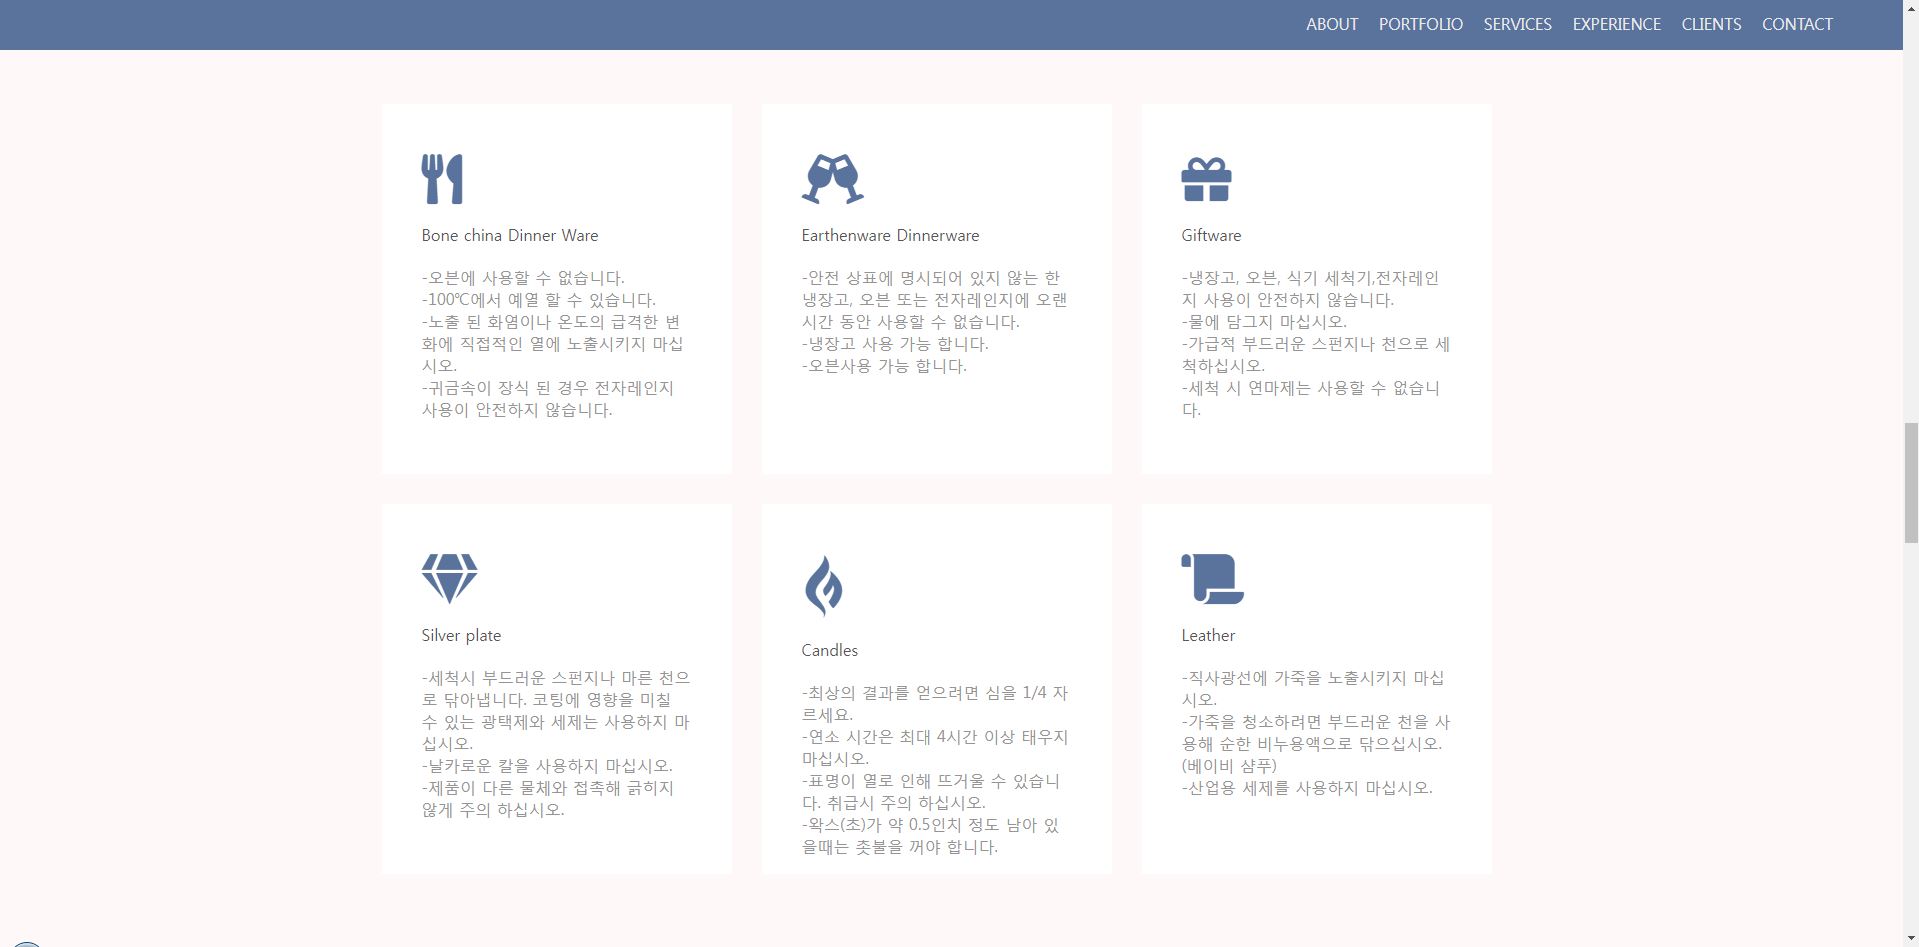 ABOUT PORTFOLIO SERVICES EXPERIENCE CLIENTS CONTACT
Bone china Dinner Ware
-오븐에 사용할 수 없습니다.
-100℃에서 예열 할 수 있습니다.
-노출 된 화염이나 온도의 급격한 변
화에 직접적인 열에 노출시키지 마십
시오.
-귀금속이 장식 된 경우 전자레인지
사용이 안전하지 않습니다.
Earthenware Dinnerware
-안전 상표에 명시되어 있지 않는 한
냉장고, 오븐 또는 전자레인지에 오랜
시간 동안 사용할 수 없습니다.
-냉장고 사용 가능 합니다.
-오븐사용 가능 합니다.
Giftware
-냉장고, 오븐, 식기 세척기,전자레인
지 사용이 안전하지 않습니다.
-물에 담그지 마십시오.
-가급적 부드러운 스펀지나 천으로 세
척하십시오.
-세척 시 연마제는 사용할 수 없습니
다.
Silver plate
-세척시 부드러운 스펀지나 마른 천으
로 닦아냅니다. 코팅에 영향을 미칠
수 있는 광택제와 세제는 사용하지 마
십시오.
-날카로운 칼을 사용하지 마십시오.
-제품이 다른 물체와 접촉해 긁히지
않게 주의 하십시오.
Candles
-최상의 결과를 얻으려면 심을 1/4 자
르세요.
-연소 시간은 최대 4시간 이상 태우지
마십시오.
-표명이 열로 인해 뜨거울 수 있습니
다. 취급시 주의 하십시오.
-왁스(초)가 약 0.5인치 정도 남아 있
을때는 촛불을 꺼야 합니다.
Leather
-직사광선에 가죽을 노출시키지 마십
시오.
-가죽을 청소하려면 부드러운 천을 사
용해 순한 비누용액으로 닦으십시오.
(베이비 샴푸)
-산업용 세제를 사용하지 마십시오.